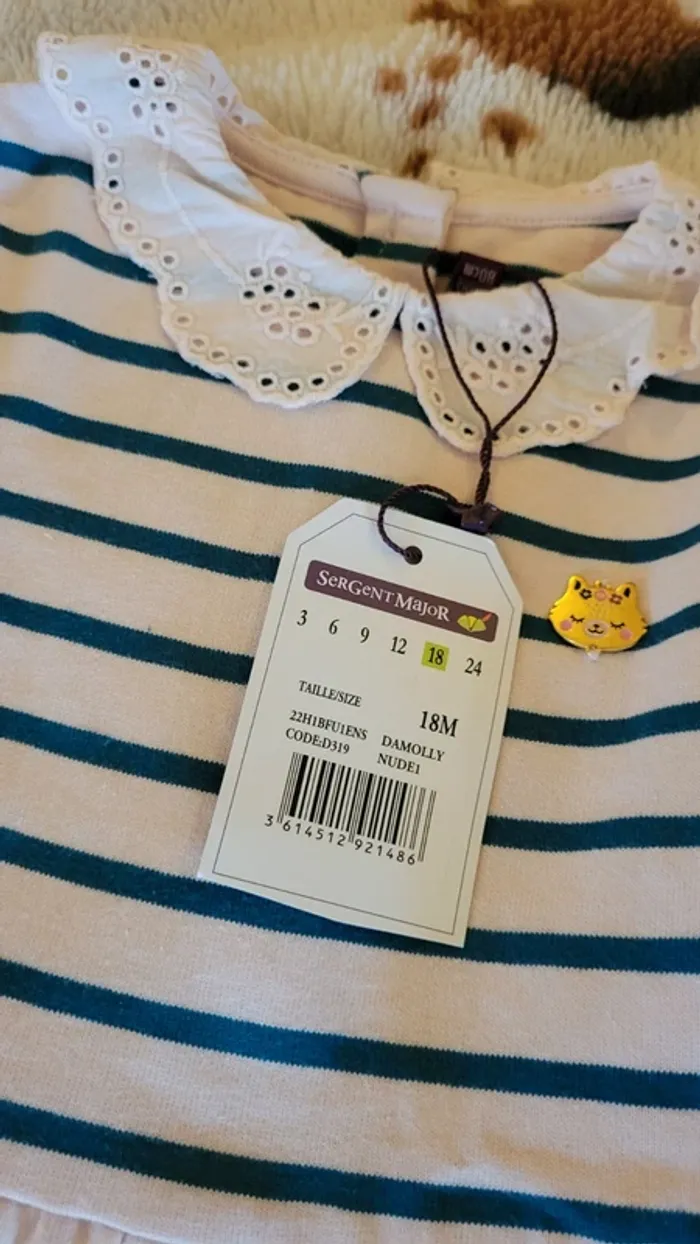 80CM
SeRGeNT MajoR
3 6 9 12 18 24
TAILLE/SIZE
18M
22H1BFU1ENS DAMOLLY
CODE:D319 NUDE1
3 614512 921486